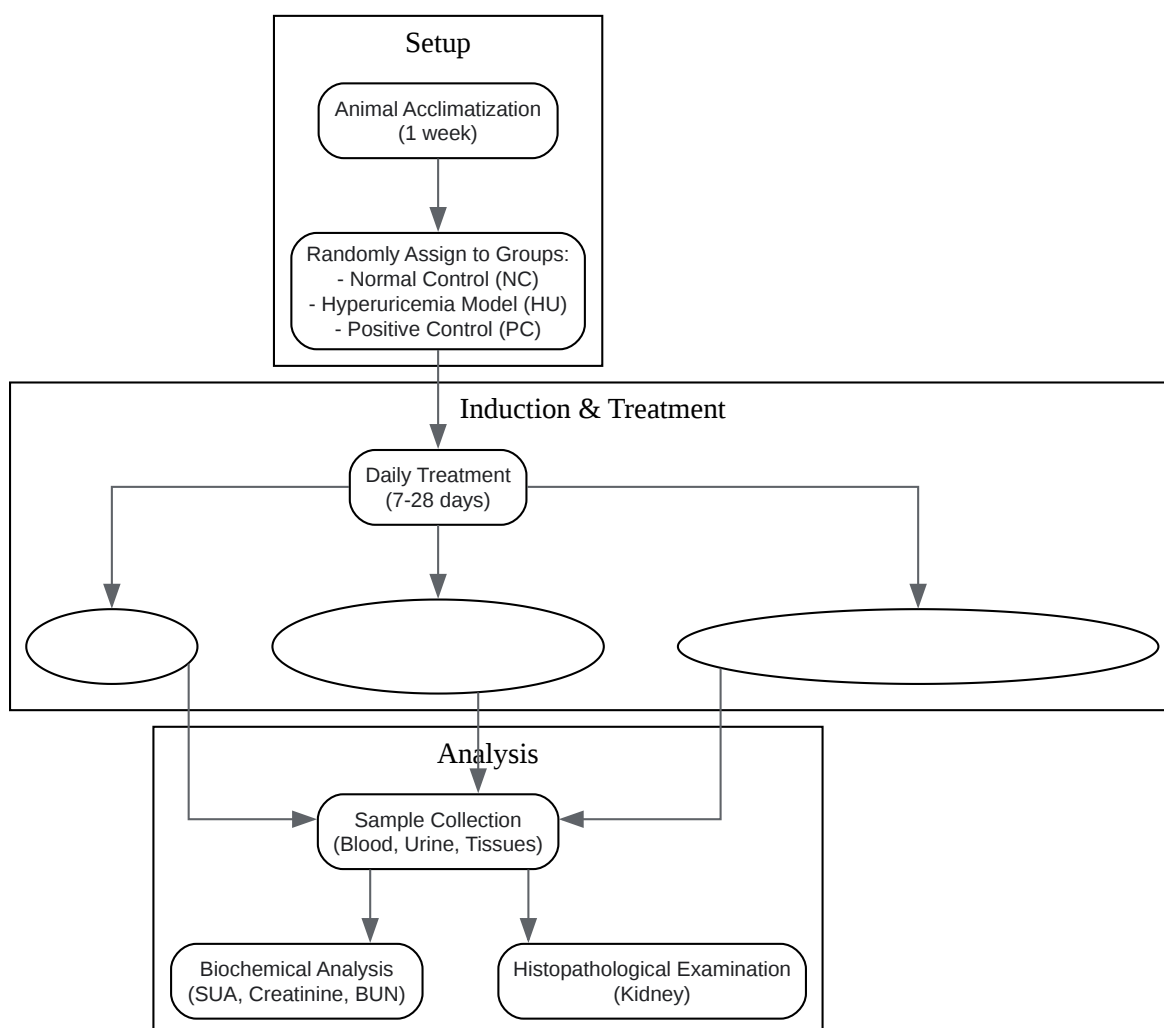 Setup
Animal Acclimatization
(1 week)
Randomly Assign to Groups:
- Normal Control (NC)
- Hyperuricemia Model (HU)
- Positive Control (PC)
Induction & Treatment
Daily Treatment
(7-28 days)
Analysis
Sample Collection
(Blood, Urine, Tissues)
Biochemical Analysis
(SUA, Creatinine, BUN)
Histopathological Examination
(Kidney)